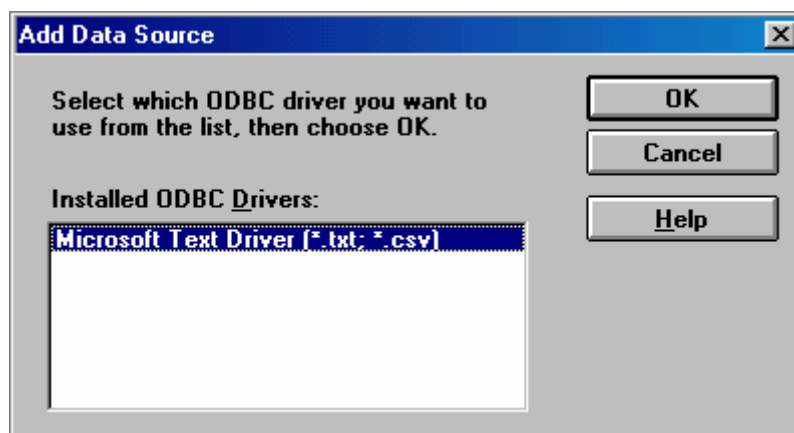 Add Data Source
Select which ODBC driver you want to
use from the list, then choose OK.
OK
Cancel
Installed ODBC Drivers:
Help
Microsoft Text Driver (*.txt; *.csv)